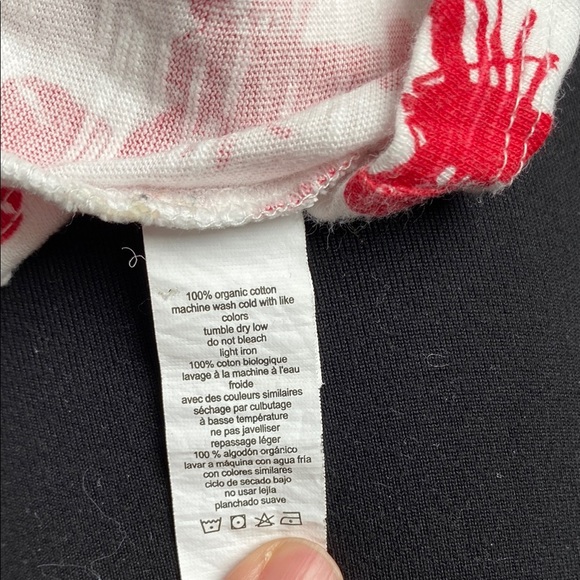 100% organic cotton
machine wash cold with like
colors
tumble dry low
do not bleach
light iron
100% coton biologique
lavage à la machine à l'eau
froide
avec des couleurs similaires
séchage par culbutage
à basse température
ne pas javelliser
repassage léger
100 % algodón orgánico
lavar a máquina con agua fría
con colores similares
ciclo de secado bajo
no usar lejla
planchado suave